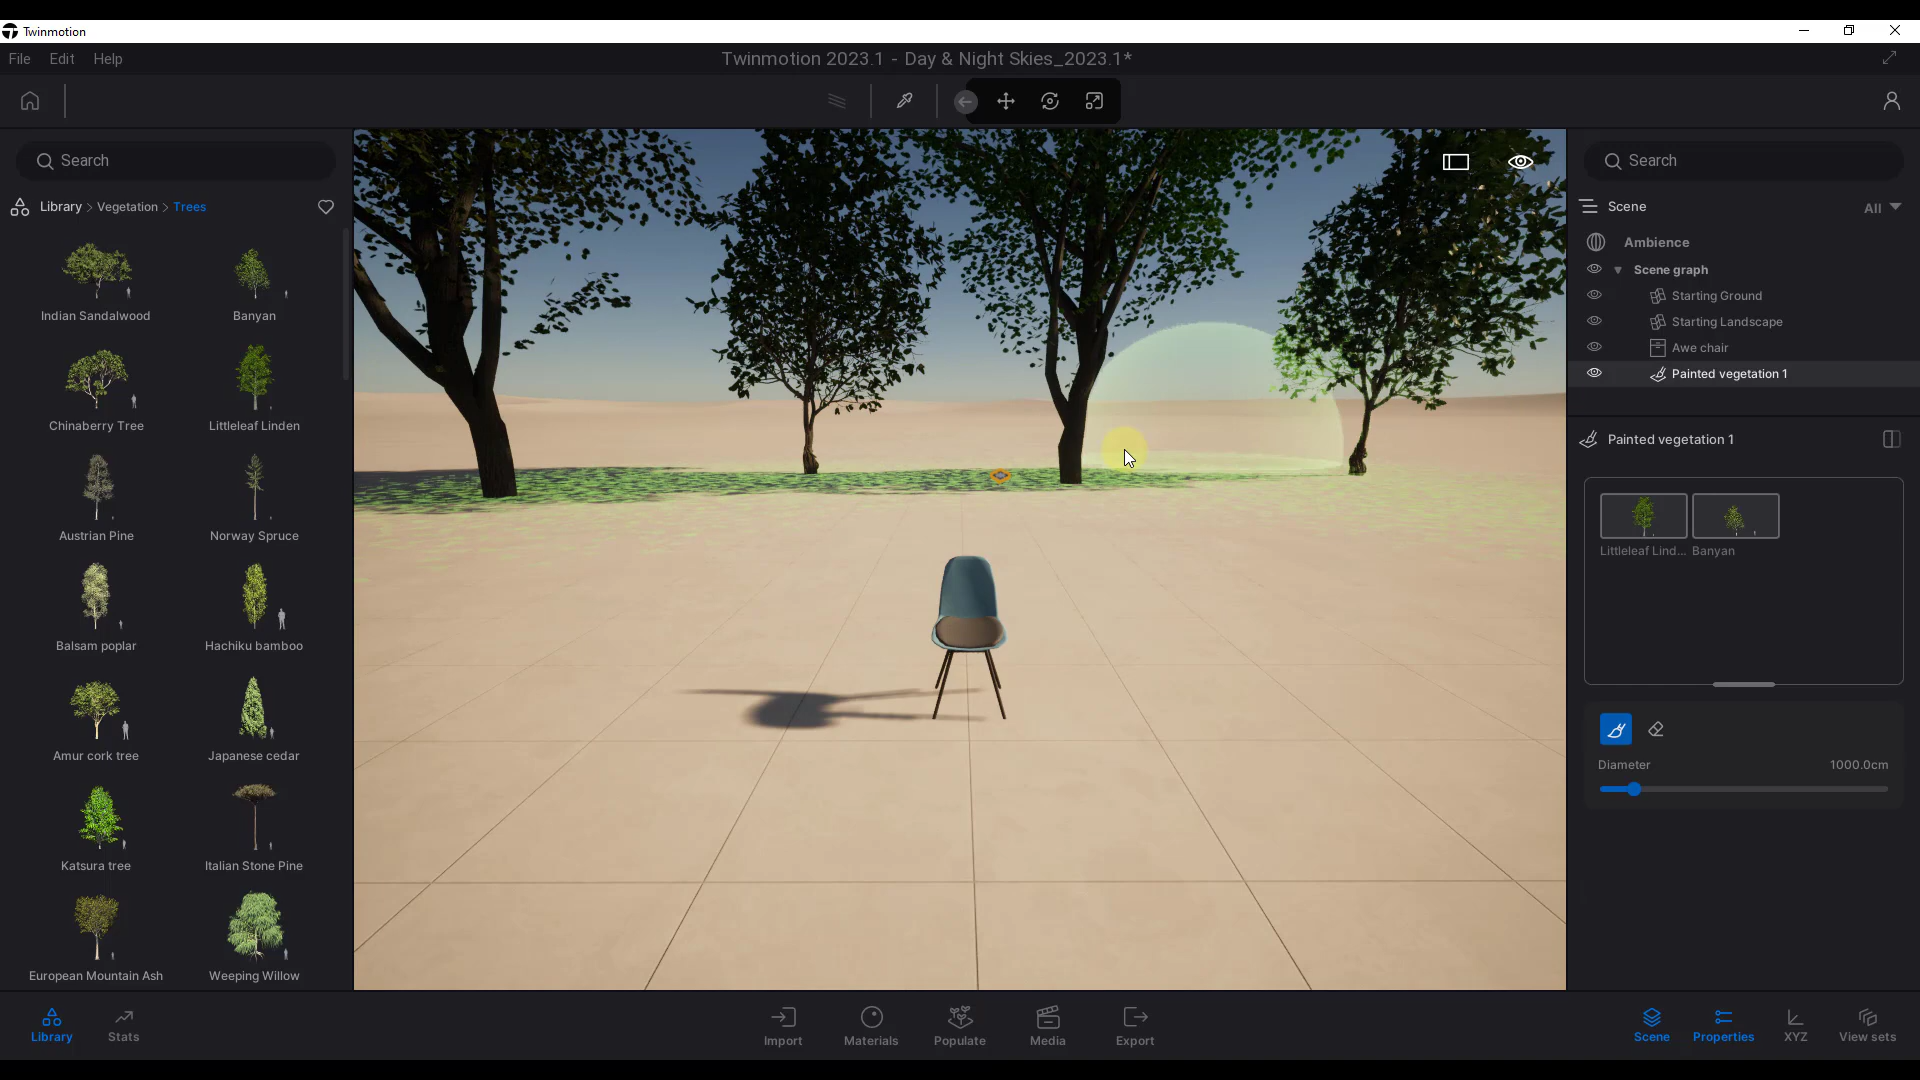 Twinmotion
File Edit Help
Twinmotion 2023.1 - Day & Night Skies_2023.1*
Search
Library > Vegetation > Trees
Indian Sandalwood
Banyan
Chinaberry Tree
Littleleaf Linden
Austrian Pine
Norway Spruce
Balsam poplar
Hachiku bamboo
Amur cork tree
Japanese cedar
Katsura tree
Italian Stone Pine
European Mountain Ash
Weeping Willow
Search
Scene
All
Ambience
Scene graph
Starting Ground
Starting Landscape
Awe chair
Painted vegetation 1
Painted vegetation 1
Littleleaf Lind... Banyan
Diameter 1000.0cm
Library
Stats
Import
Materials
Populate
Media
Export
Scene
Properties
XYZ
View sets